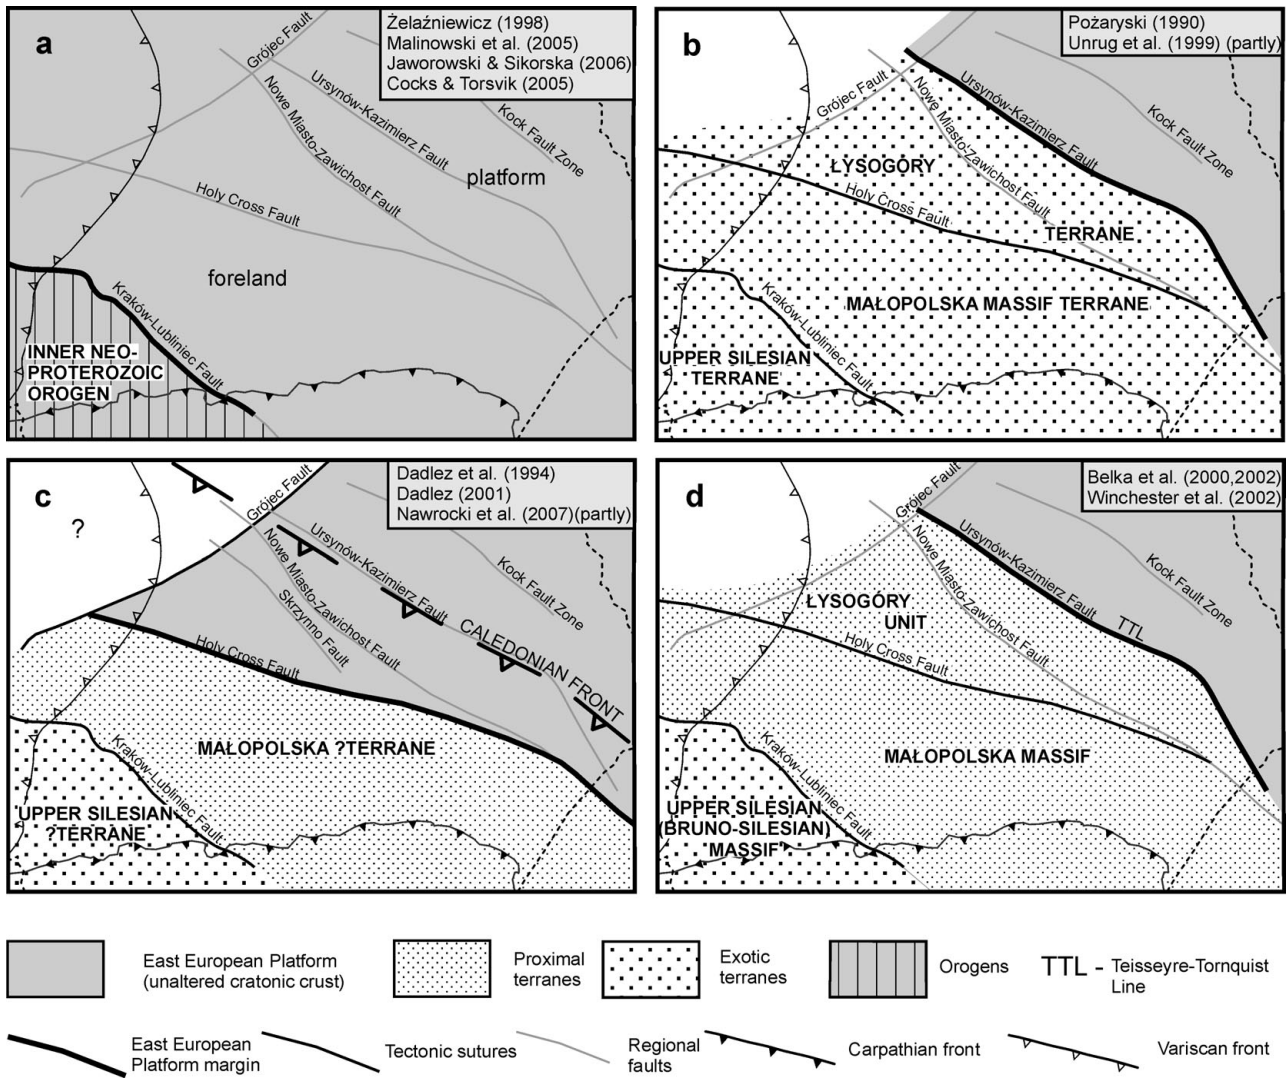 a
Żelaźniewicz (1998)
Malinowski et al. (2005)
Jaworowski & Sikorska (2006)
Cocks & Torsvik (2005)
Grójec Fault
Ursynów-Kazimierz Fault
Nowe Miasto-Zawichost Fault
Kock Fault Zone
platform
Holy Cross Fault
foreland
Kraków-Lubliniec Fault
INNER NEO-
PROTEROZOIC
OROGEN
b
Pożaryski (1990)
Unrug et al. (1999) (partly)
Grójec Fault
Ursynów-Kazimierz Fault
Nowe Miasto-Zawichost Fault
Kock Fault Zone
ŁYSOGÓRY
Holy Cross Fault
TERRANE
Kraków-Lubliniec Fault
MAŁOPOLSKA MASSIF TERRANE
UPPER SILESIAN
TERRANE
c
Dadlez et al. (1994)
Dadlez (2001)
Nawrocki et al. (2007)(partly)
?
Grójec Fault
Ursynów-Kazimierz Fault
Nowe Miasto-Zawichost Fault
Skrzynno Fault
Kock Fault Zone
CALEDONIAN FRONT
Holy Cross Fault
MAŁOPOLSKA ?TERRANE
Kraków-Lubliniec Fault
UPPER SILESIAN
?TERRANE
d
Belka et al. (2000,2002)
Winchester et al. (2002)
Grójec Fault
Ursynów-Kazimierz Fault
Nowe Miasto-Zawichost Fault
Kock Fault Zone
TTL
ŁYSOGÓRY
UNIT
Holy Cross Fault
MAŁOPOLSKA MASSIF
Kraków-Lubliniec Fault
UPPER SILESIAN
(BRUNO-SILESIAN)
MASSIF
East European Platform
(unaltered cratonic crust)
Proximal
terranes
Exotic
terranes
Orogens
TTL - Teisseyre-Tornquist
Line
East European
Platform margin
Tectonic sutures
Regional
faults
Carpathian front
Variscan front